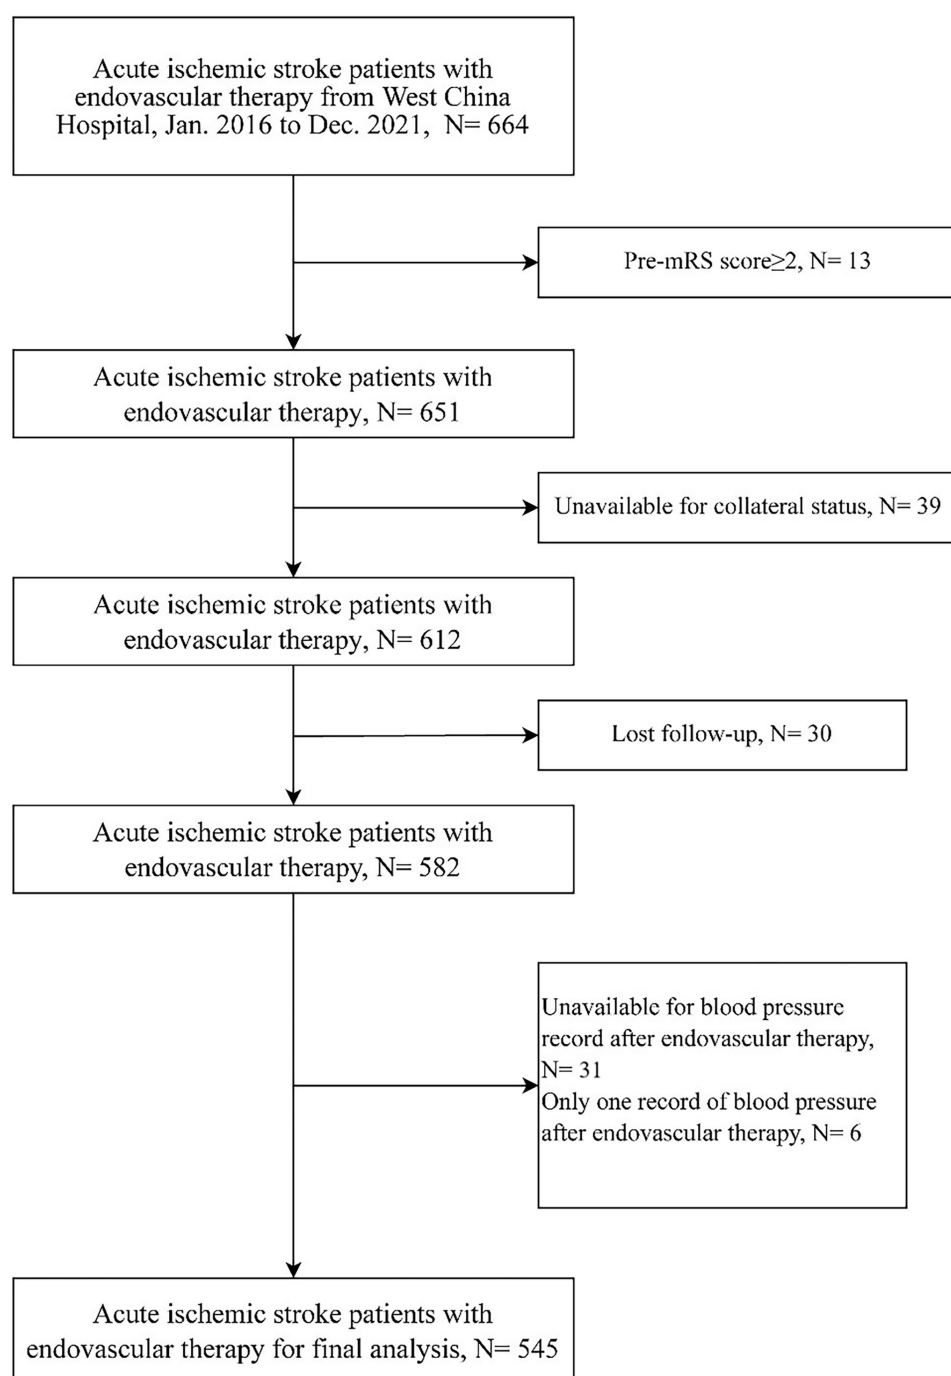 Acute ischemic stroke patients with
endovascular therapy from West China
Hospital, Jan. 2016 to Dec. 2021, N= 664
Pre-mRS score≥2, N= 13
Acute ischemic stroke patients with
endovascular therapy, N= 651
Unavailable for collateral status, N= 39
Acute ischemic stroke patients with
endovascular therapy, N= 612
Lost follow-up, N= 30
Acute ischemic stroke patients with
endovascular therapy, N= 582
Unavailable for blood pressure
record after endovascular therapy,
N= 31
Only one record of blood pressure
after endovascular therapy, N= 6
Acute ischemic stroke patients with
endovascular therapy for final analysis, N= 545